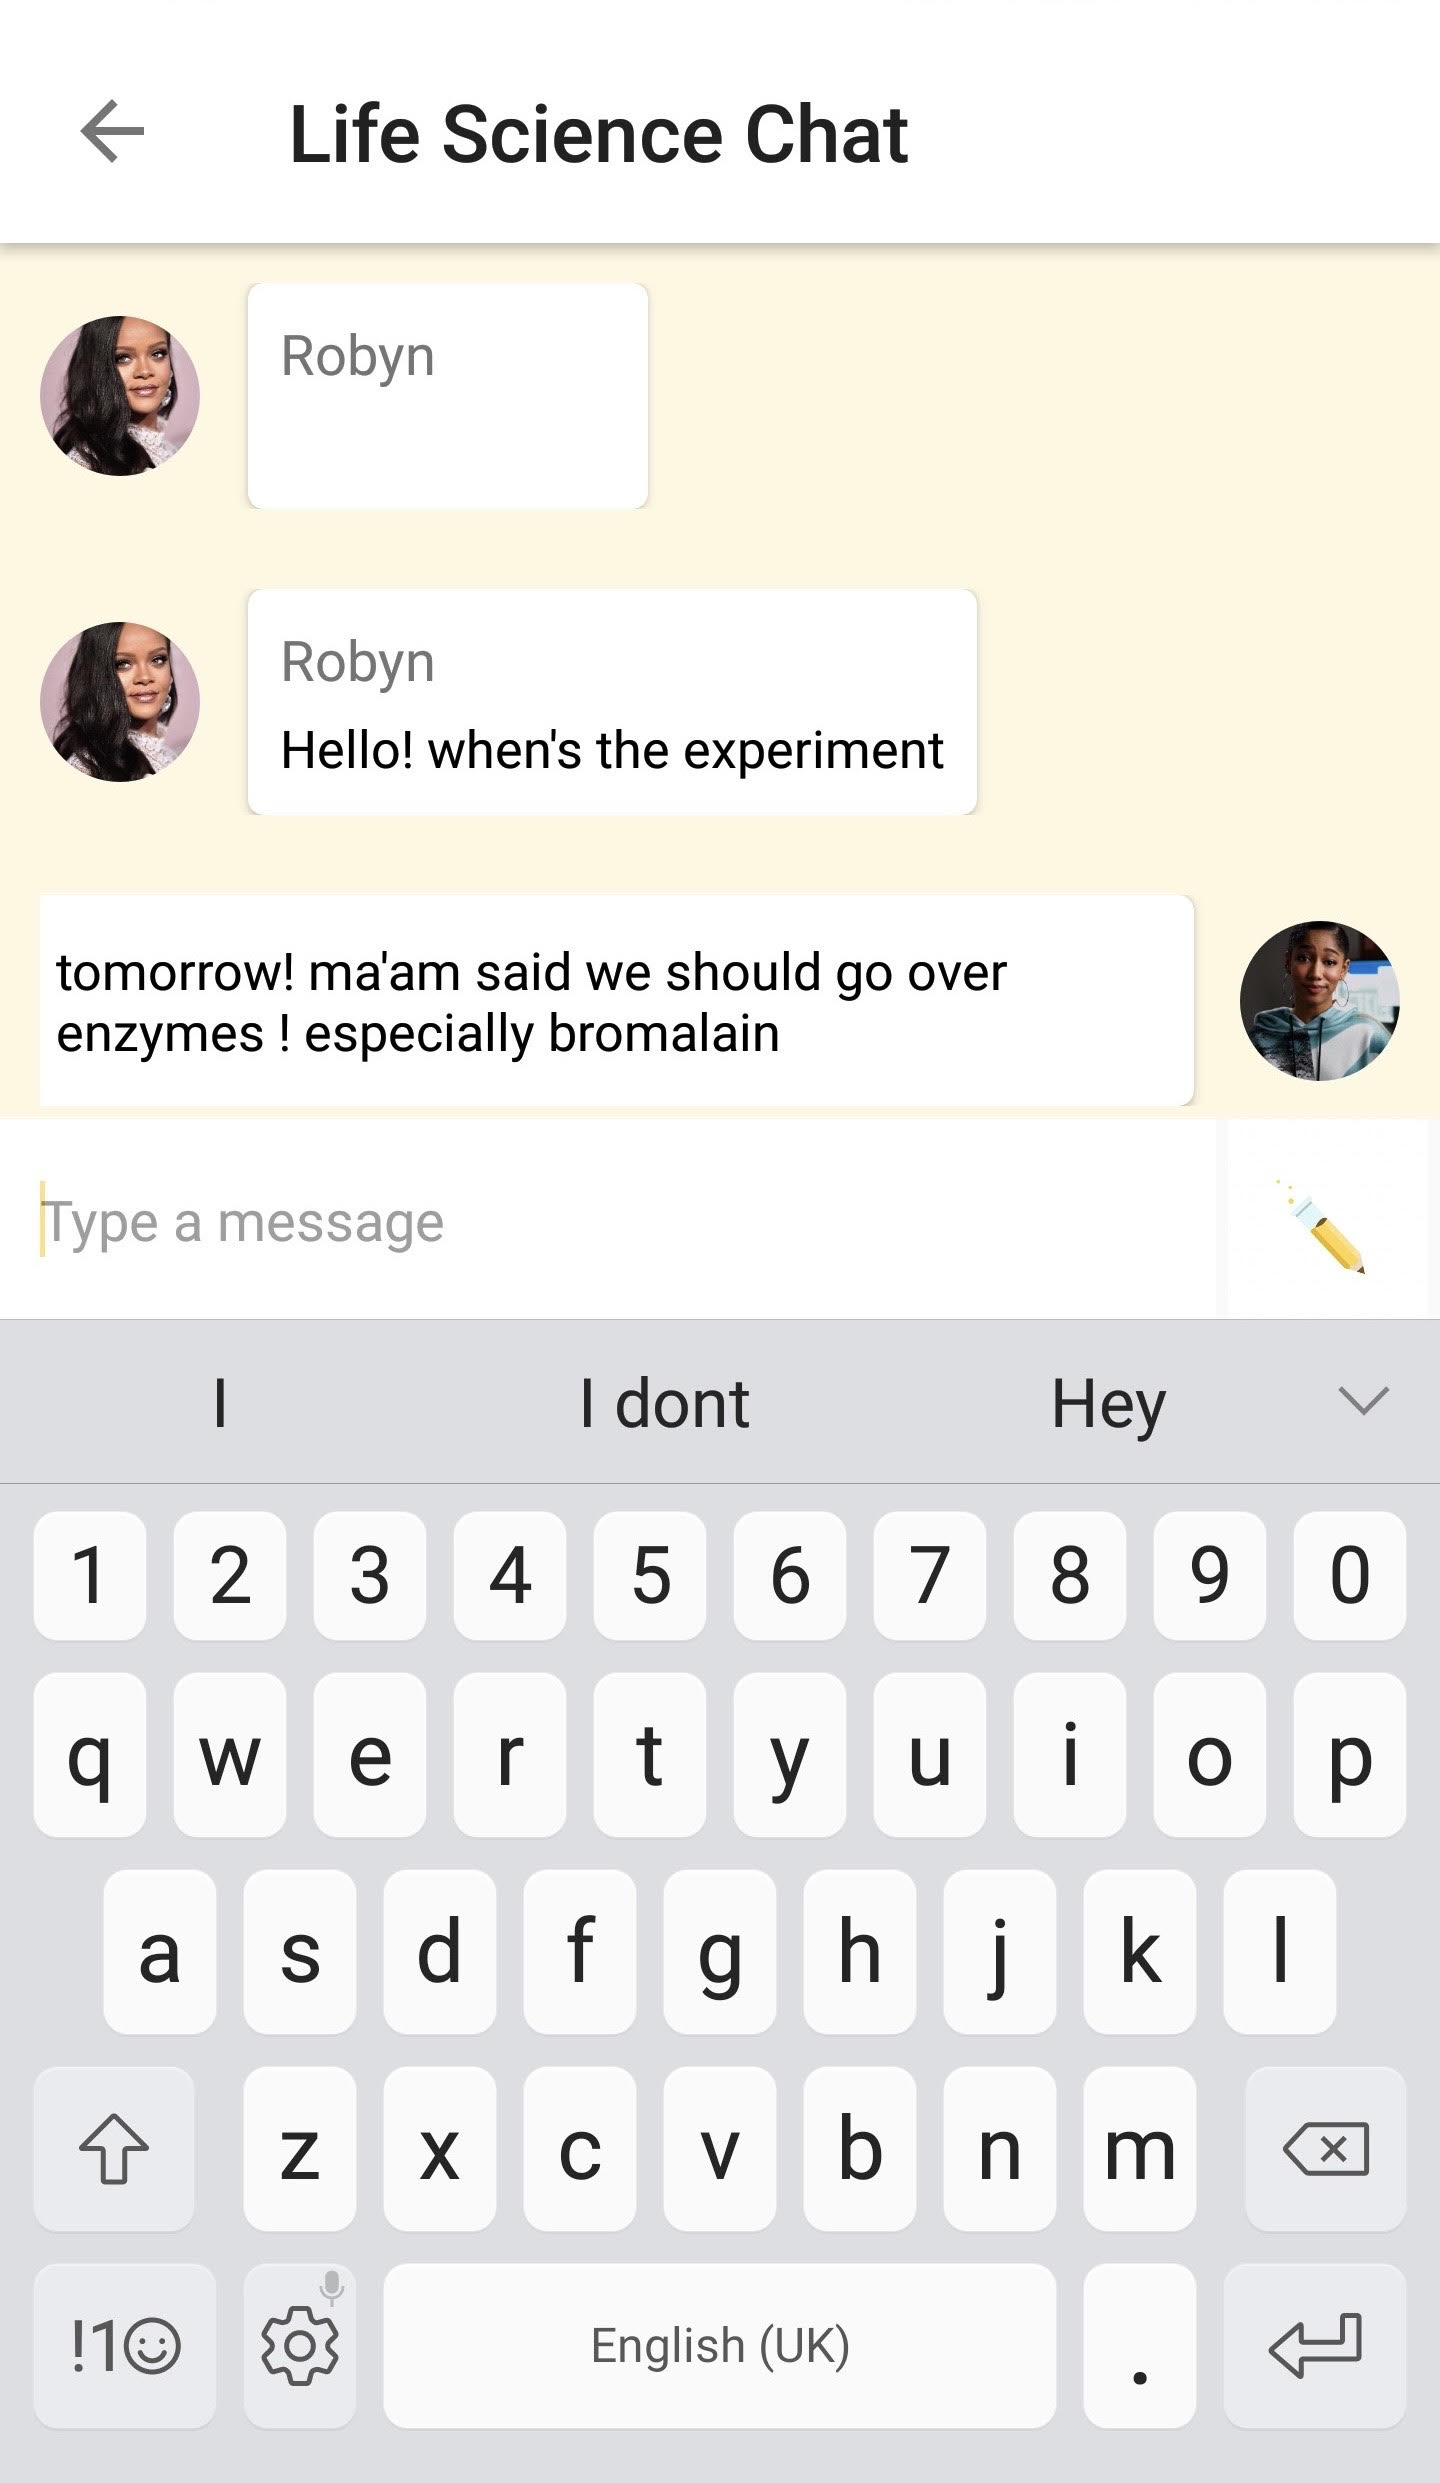 Life Science Chat
Robyn
Robyn
Hello! when's the experiment
tomorrow! ma'am said we should go over
enzymes ! especially bromalain
Type a message
I I dont Hey
1 2 3 4 5 6 7 8 9 0
q w e r t y u i o p
a s d f g h j k l
z x c v b n m
!1☺ English (UK) .